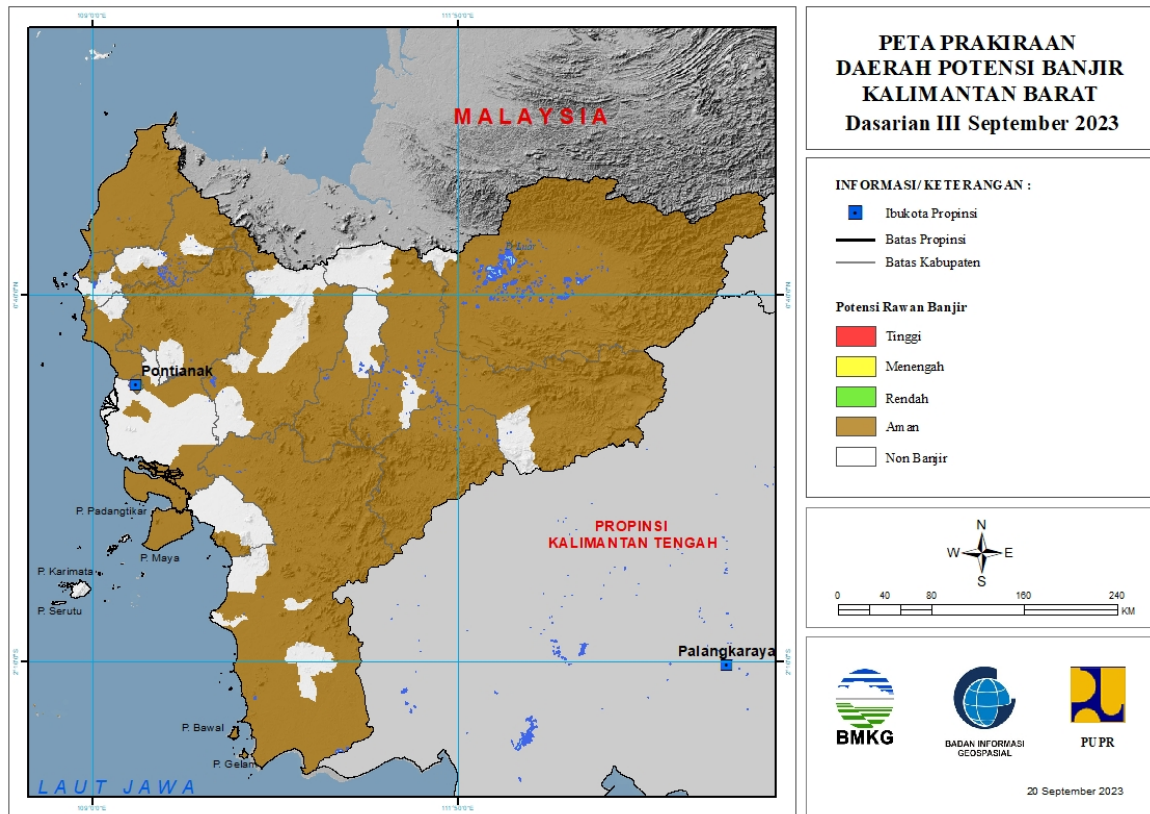 PETA PRAKIRAAN
DAERAH POTENSI BANJIR
KALIMANTAN BARAT
Dasarian III September 2023
INFORMASI/ KETERANGAN :
Ibukota Propinsi
Batas Propinsi
Batas Kabupaten
Potensi Rawan Banjir
Tinggi
Menengah
Rendah
Aman
Non Banjir
N
W E
S
0 40 80 160 240
KM
BMKG
BADAN INFORMASI
GEOSPASIAL
PUPR
20 September 2023
MALAYSIA
Pontianak
P. Padangtikar
P. Maya
P. Karimata
P. Serutu
PROPINSI
KALIMANTAN TENGAH
Palangkaraya
P. Bawal
P. Gelam
LAUT JAWA